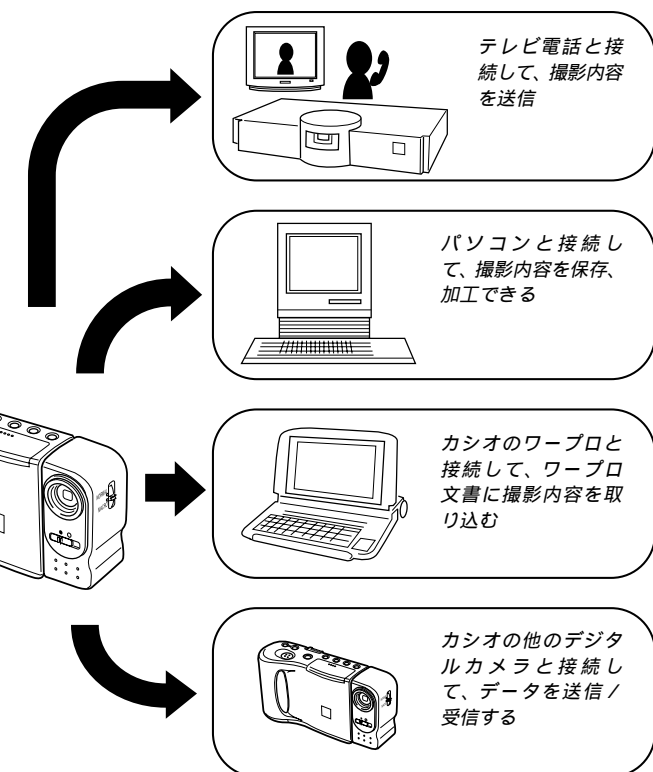 テレビ電話と接
続して、撮影内容
を送信
パソコンと接続し
て、撮影内容を保存、
加工できる
カシオのワープロと
接続して、ワープロ
文書に撮影内容を取
り込む
カシオの他のデジタ
ルカメラと接続し
て、データを送信/
受信する